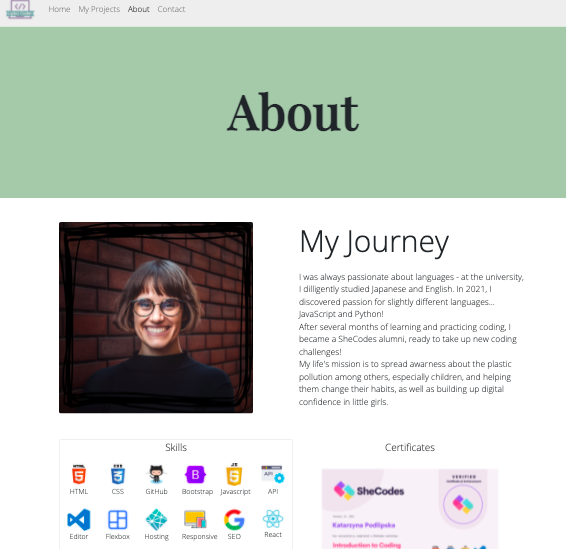 Home My Projects About Contact
About
My Journey
I was always passionate about languages - at the university,
I dilligently studied Japanese and English. In 2021, I
discovered passion for slightly different languages...
JavaScript and Python!
After several months of learning and practicing coding, I
became a SheCodes alumni, ready to take up new coding
challenges!
My life's mission is to spread awarness about the plastic
pollution among others, especially children, and helping
them change their habits, as well as building up digital
confidence in little girls.
Skills
HTML CSS GitHub Bootstrap Javascript API
Editor Flexbox Hosting Responsive SEO React
Certificates
SheCodes
VERIFIED
Katarzyna Podlipska
Introduction to Coding